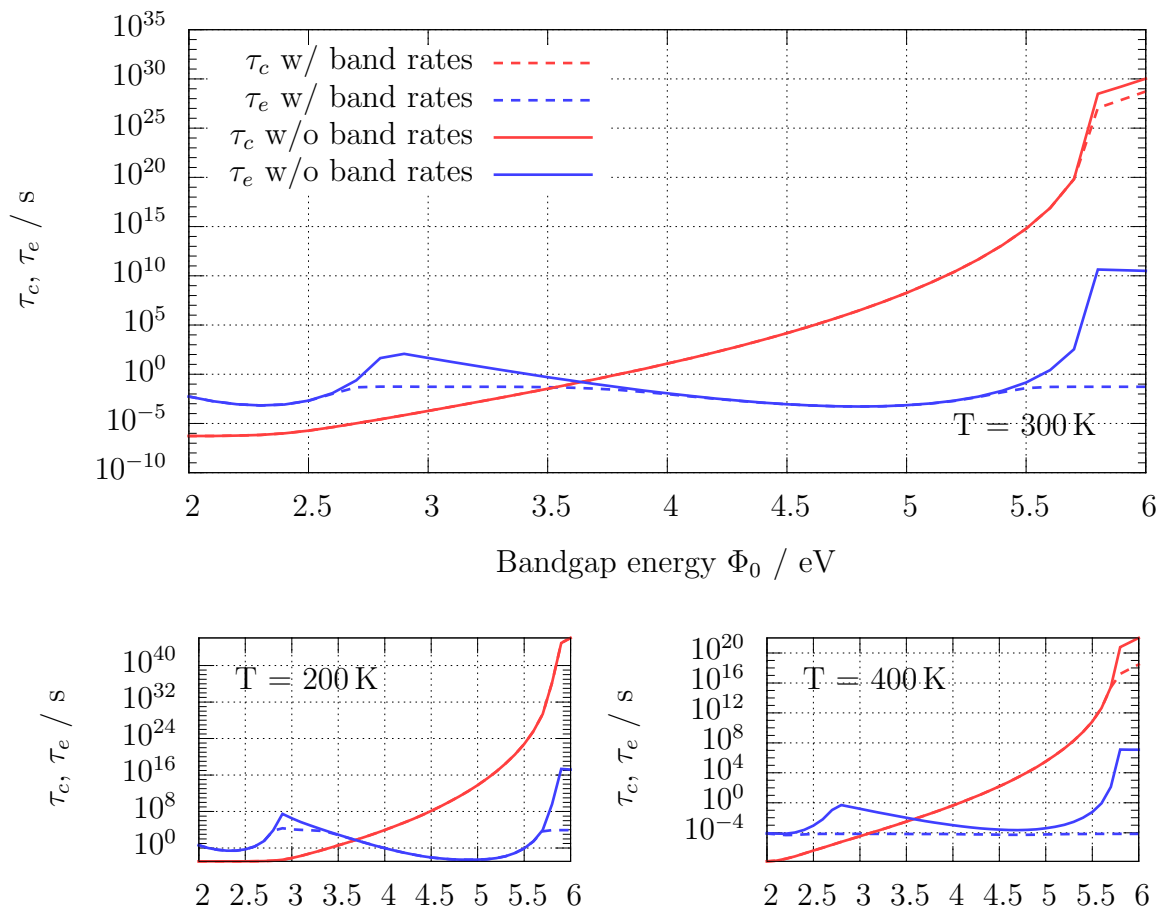 10^35
10^30
10^25
10^20
10^15
10^10
10^5
10^0
10^-5
10^-10
τc, τe / s
τc w/ band rates
τe w/ band rates
τc w/o band rates
τe w/o band rates
T = 300 K
2 2.5 3 3.5 4 4.5 5 5.5 6
Bandgap energy Φ0 / eV
10^40
10^32
10^24
10^16
10^8
10^0
τc, τe / s
T = 200 K
2 2.5 3 3.5 4 4.5 5 5.5 6
10^20
10^16
10^12
10^8
10^4
10^0
10^-4
τc, τe / s
T = 400 K
2 2.5 3 3.5 4 4.5 5 5.5 6